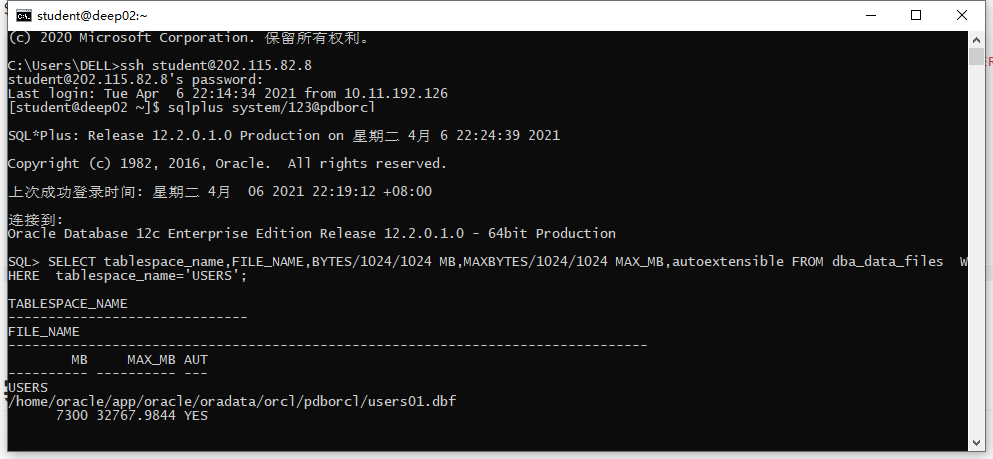 student@deep02:~
(c) 2020 Microsoft Corporation. 保留所有权利。
C:\Users\DELL>ssh student@202.115.82.8
student@202.115.82.8's password:
Last login: Tue Apr  6 22:14:34 2021 from 10.11.192.126
[student@deep02 ~]$ sqlplus system/123@pdborcl
SQL*Plus: Release 12.2.0.1.0 Production on 星期二 4月 6 22:24:39 2021
Copyright (c) 1982, 2016, Oracle.  All rights reserved.
上次成功登录时间: 星期二 4月  06 2021 22:19:12 +08:00
连接到:
Oracle Database 12c Enterprise Edition Release 12.2.0.1.0 - 64bit Production
SQL> SELECT tablespace_name,FILE_NAME,BYTES/1024/1024 MB,MAXBYTES/1024/1024 MAX_MB,autoextensible FROM dba_data_files  W
HERE  tablespace_name='USERS';
TABLESPACE_NAME
------------------------------
FILE_NAME
--------------------------------------------------------------------------------
        MB     MAX_MB AUT
---------- ---------- ---
USERS
/home/oracle/app/oracle/oradata/orcl/pdborcl/users01.dbf
      7300 32767.9844 YES